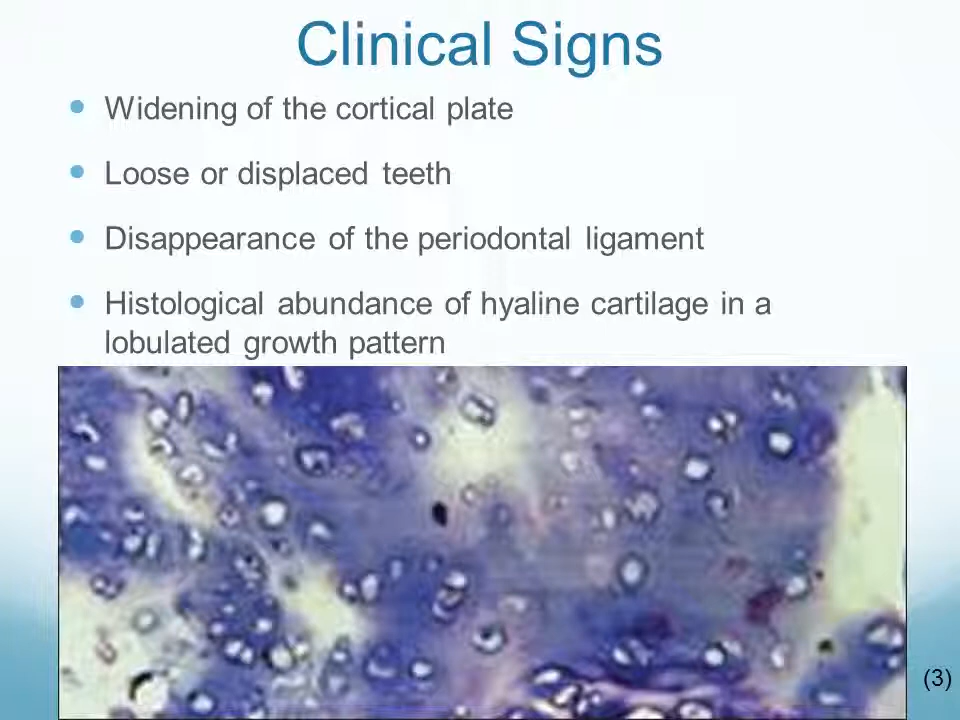 Clinical Signs
Widening of the cortical plate
Loose or displaced teeth
Disappearance of the periodontal ligament
Histological abundance of hyaline cartilage in a
lobulated growth pattern
(3)